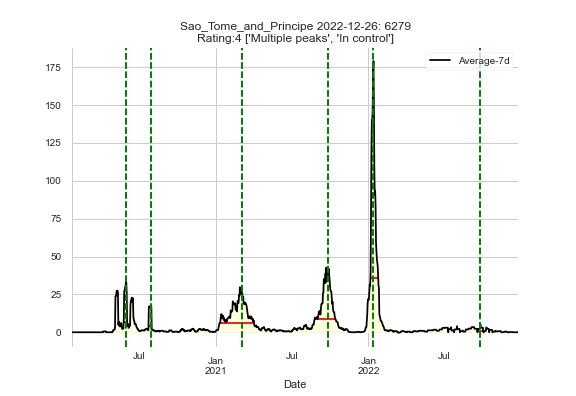 Sao_Tome_and_Principe 2022-12-26: 6279
Rating:4 ['Multiple peaks', 'In control']
Average-7d
175
150
125
100
75
50
25
0
Jul
Jan
2021
Jul
Jan
2022
Jul
Date